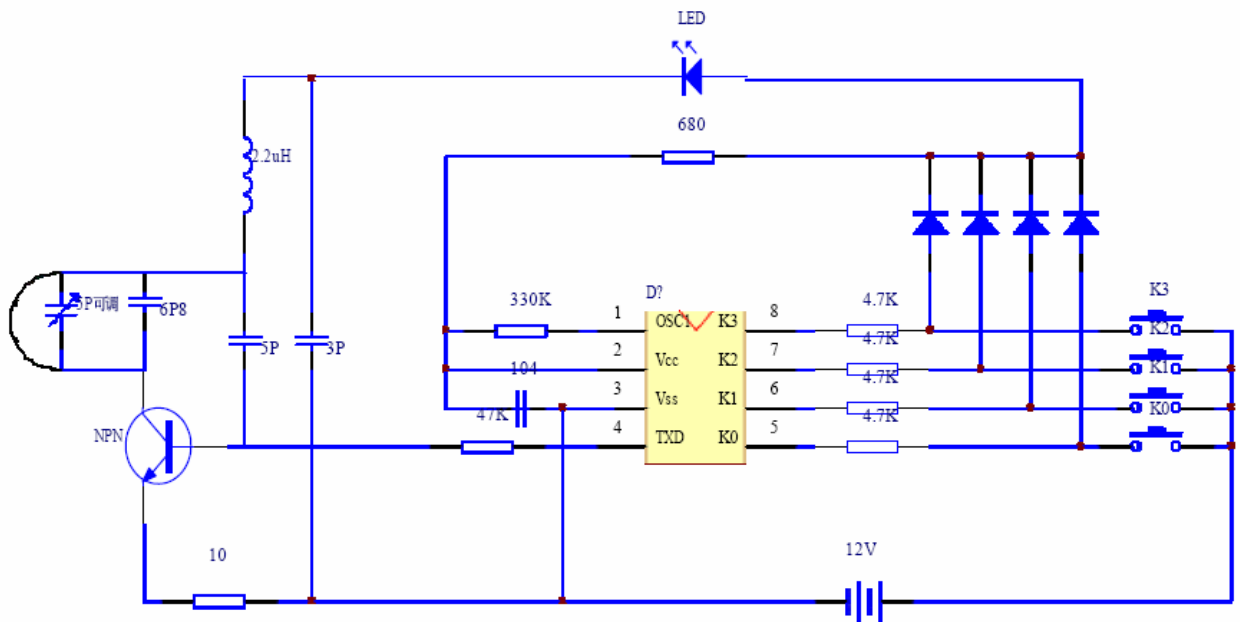 LED
680
2.2uH
5P可调
6P8
5P
3P
D?
330K
1
OSC1
K3
8
4.7K
K3
2
Vcc
K2
7
4.7K
K2
104
3
Vss
K1
6
4.7K
K1
47K
4
TXD
K0
5
4.7K
K0
NPN
10
12V